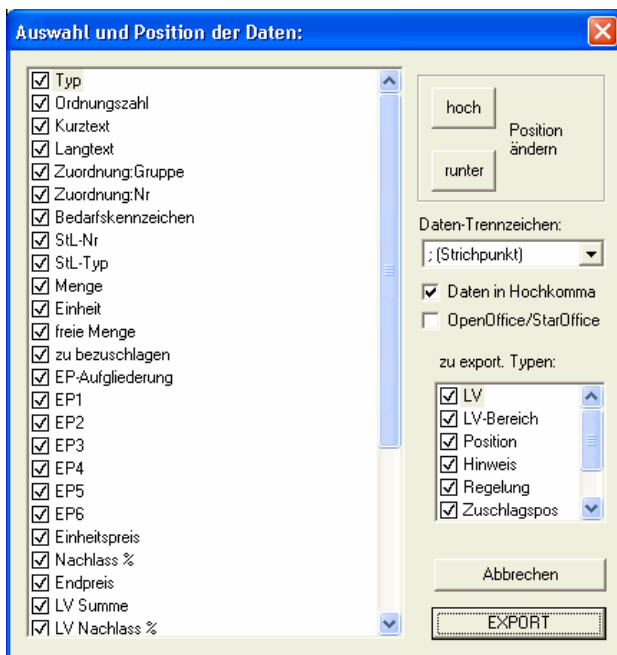 Auswahl und Position der Daten:
Typ
Ordnungszahl
Kurztext
Langtext
Zuordnung:Gruppe
Zuordnung:Nr
Bedarfskennzeichen
StL-Nr
StL-Typ
Menge
Einheit
freie Menge
zu bezuschlagen
EP-Aufgliederung
EP1
EP2
EP3
EP4
EP5
EP6
Einheitspreis
Nachlass %
Endpreis
LV Summe
LV Nachlass %
hoch
runter
Position
ändern
Daten-Trennzeichen:
; (Strichpunkt)
Daten in Hochkomma
OpenOffice/StarOffice
zu export. Typen:
LV
LV-Bereich
Position
Hinweis
Regelung
Zuschlagspos
Abbrechen
EXPORT